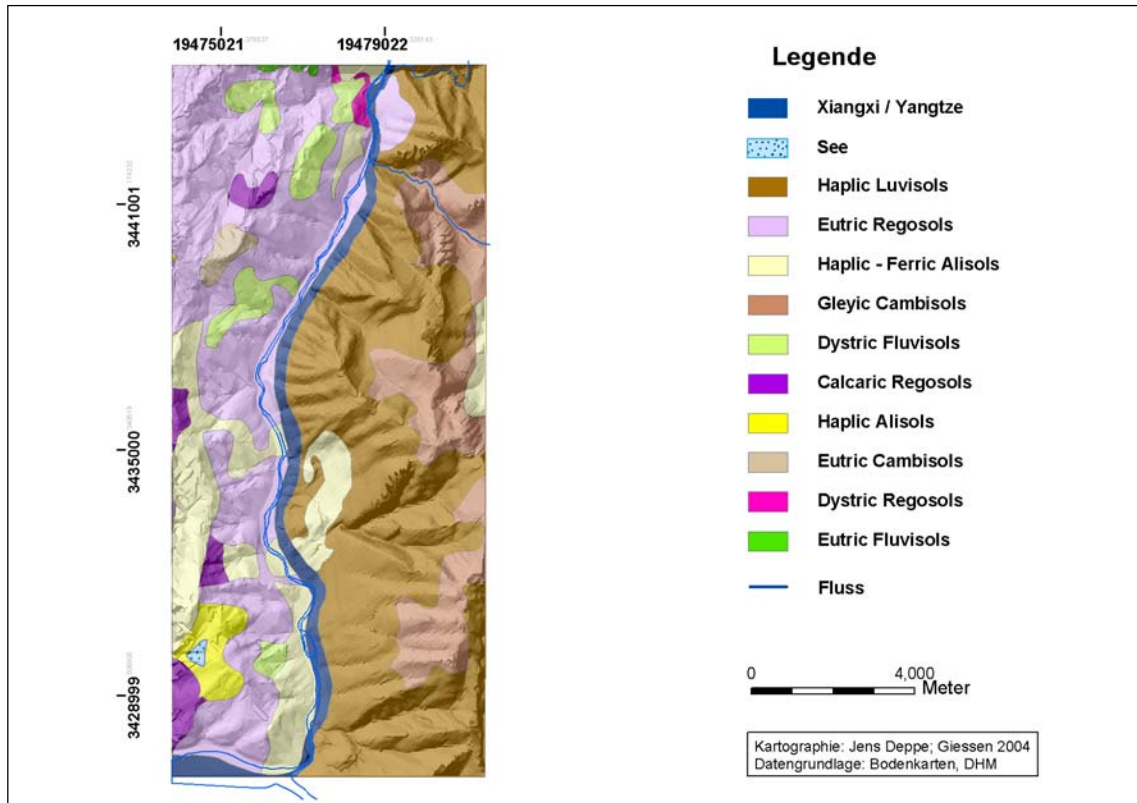 19475021
19479022
3441001
3435000
3428999
Legende
Xiangxi / Yangtze
See
Haplic Luvisols
Eutric Regosols
Haplic - Ferric Alisols
Gleyic Cambisols
Dystric Fluvisols
Calcaric Regosols
Haplic Alisols
Eutric Cambisols
Dystric Regosols
Eutric Fluvisols
Fluss
0 4,000
Meter
Kartographie: Jens Deppe; Giessen 2004
Datengrundlage: Bodenkarten, DHM